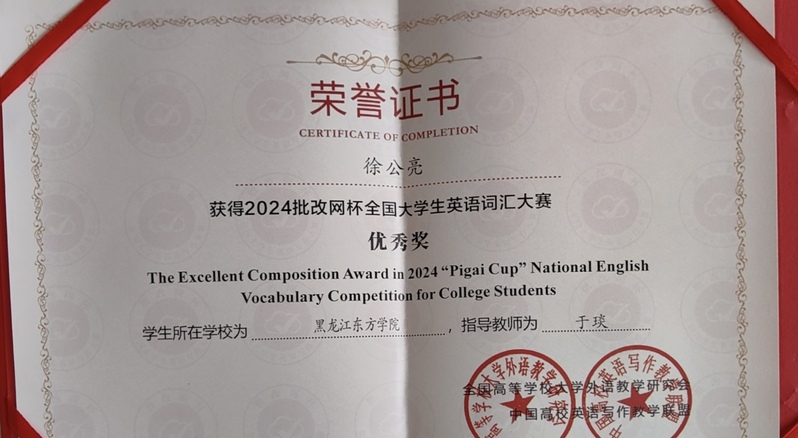 荣誉证书
CERTIFICATE OF COMPLETION
徐公亮
获得2024批改网杯全国大学生英语词汇大赛
优秀奖
The Excellent Composition Award in 2024 “Pigai Cup” National English
Vocabulary Competition for College Students
学生所在学校为 黑龙江东方学院 ，指导教师为 于琰
全国高等学校大学外语教学研究会
中国高校英语写作教学联盟